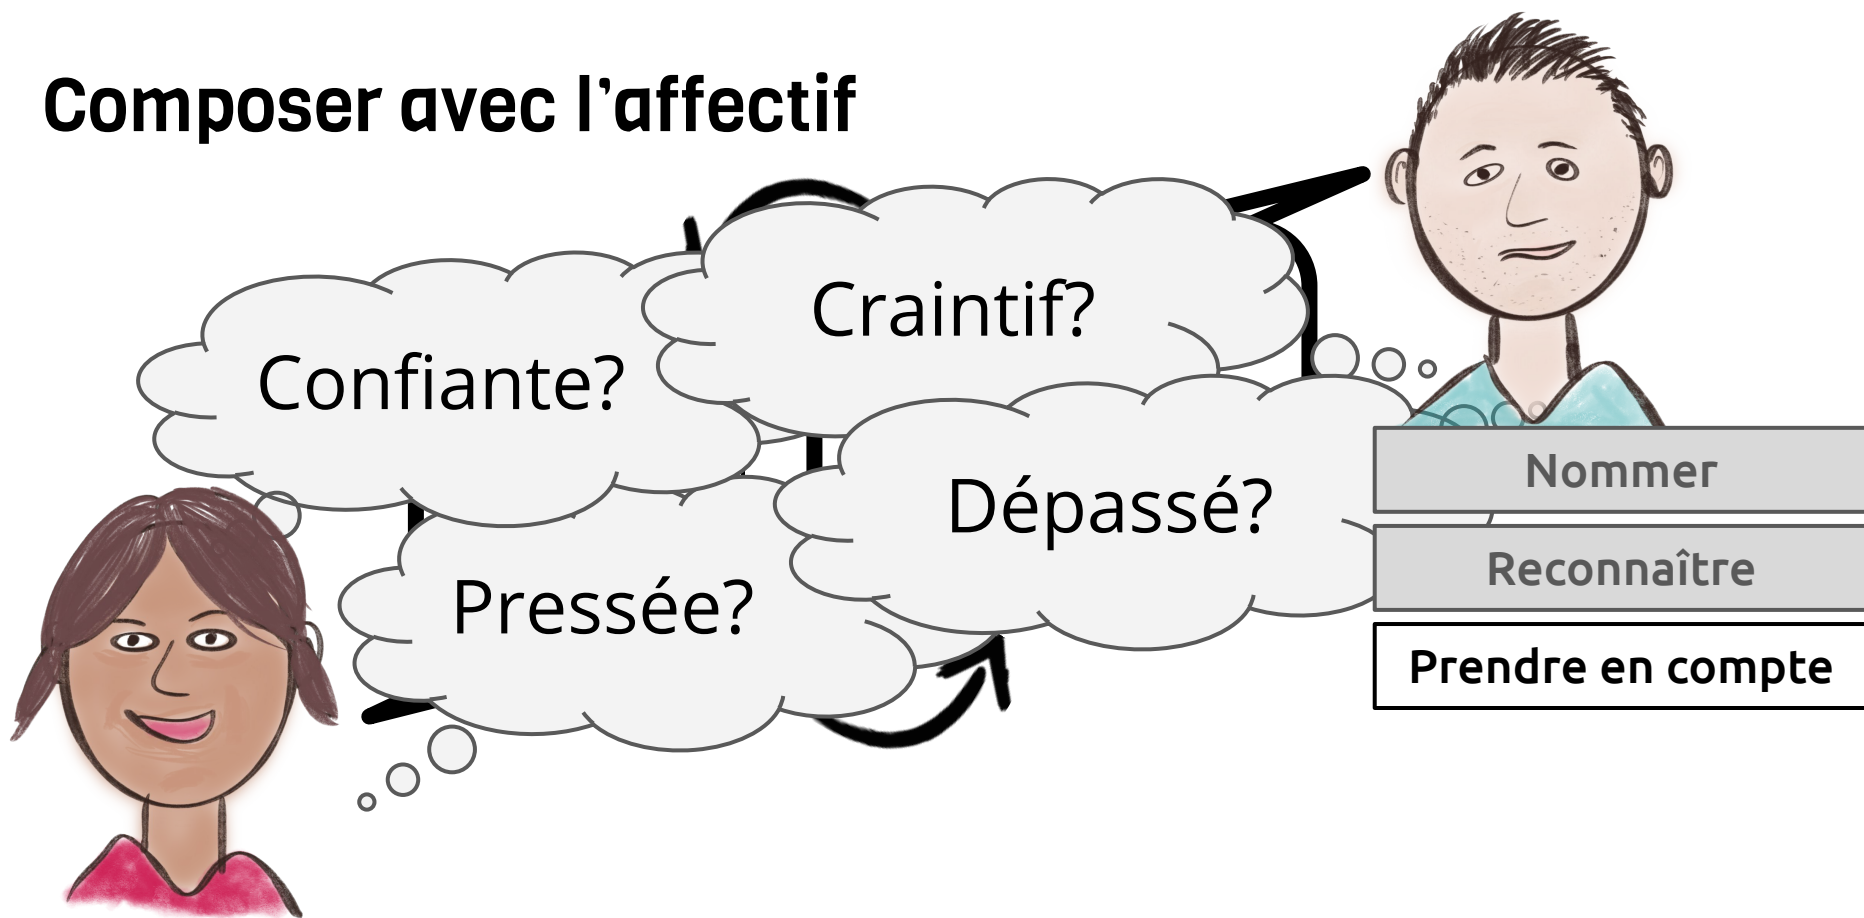 Composer avec l’affectif
Craintif?
Confiante?
Dépassé?
Pressée?
Nommer
Reconnaître
Prendre en compte